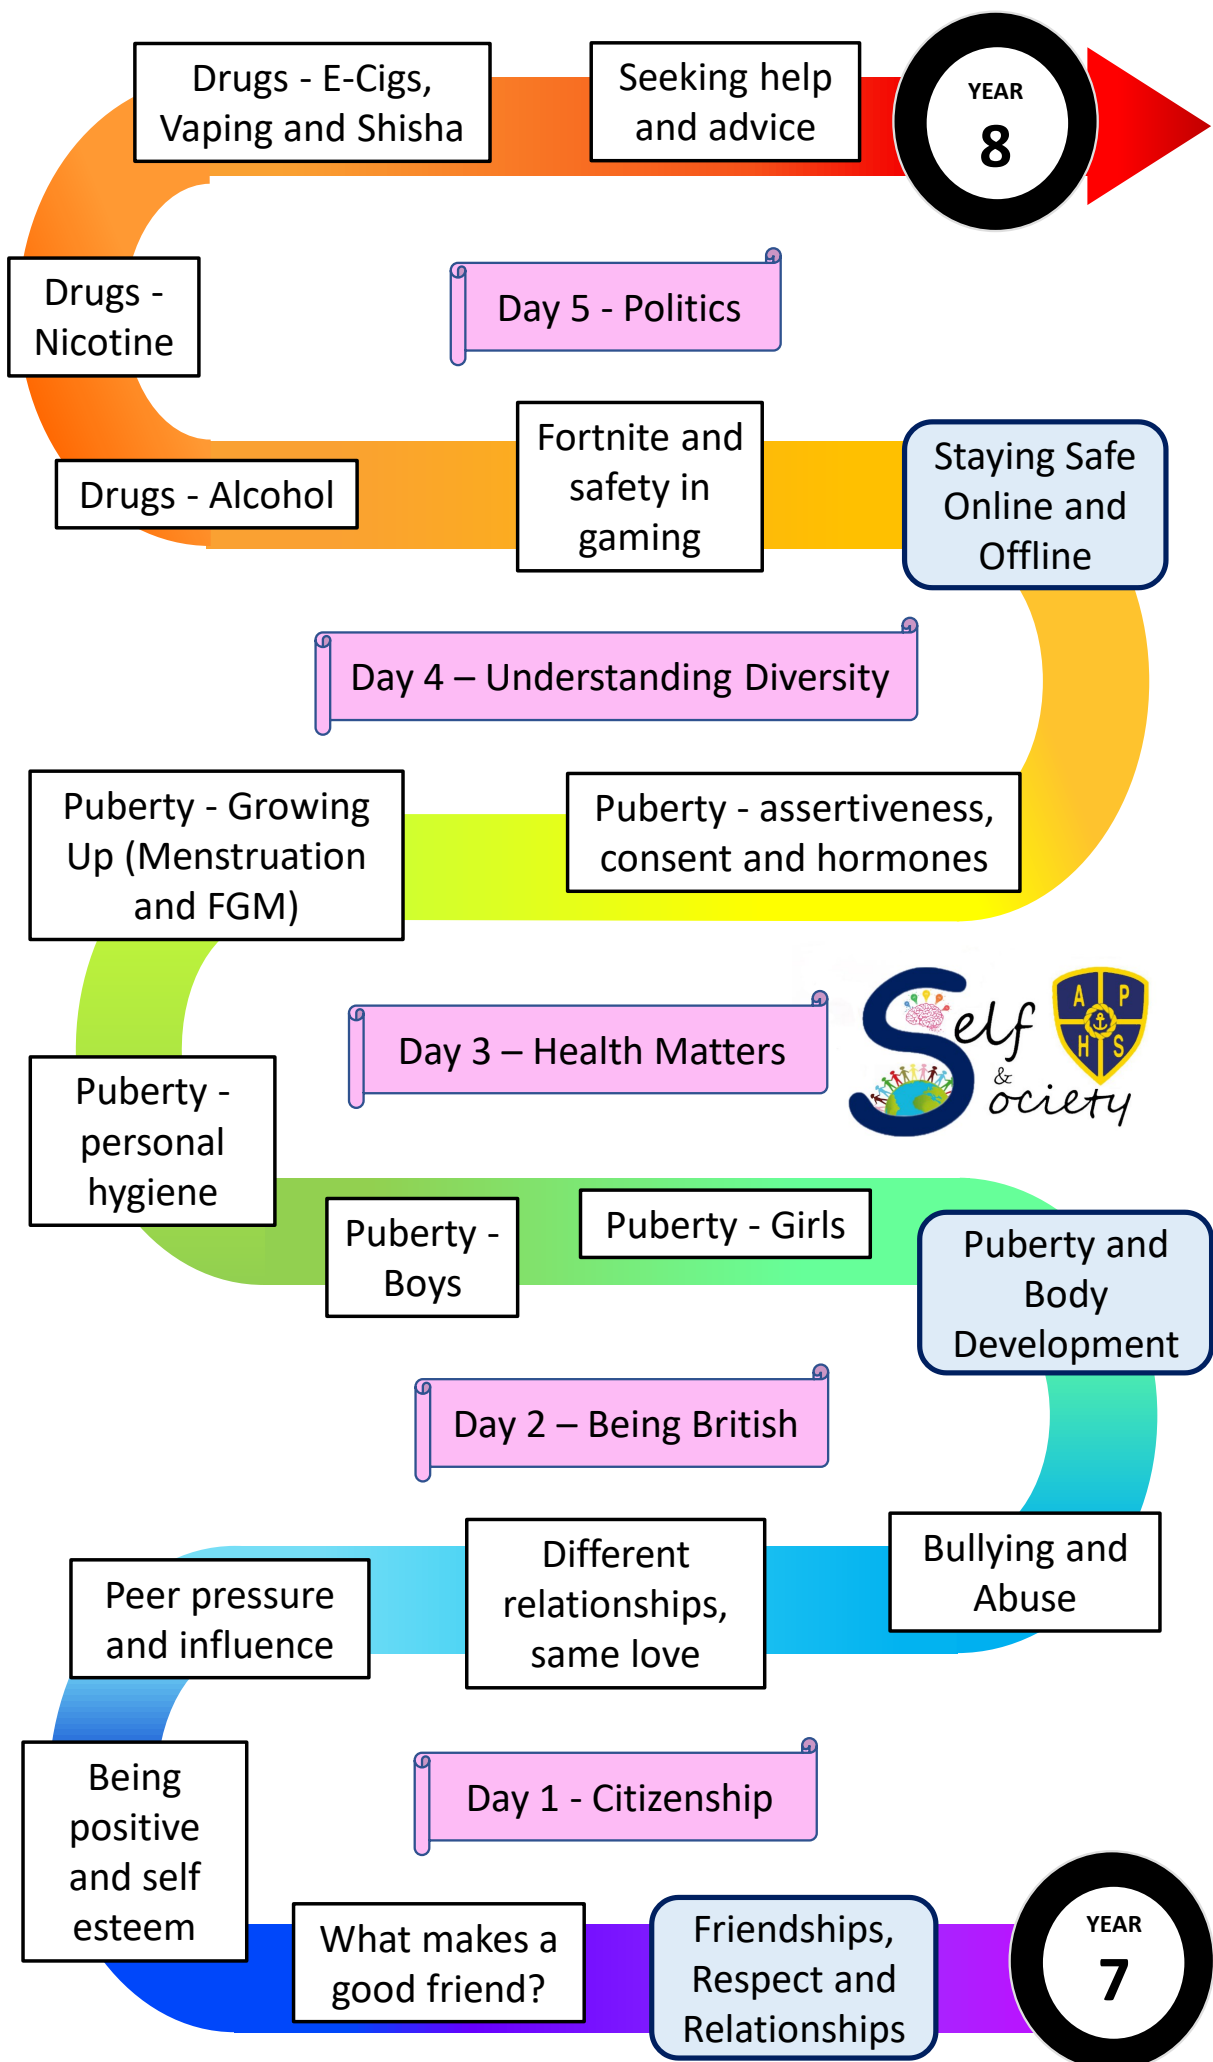 Drugs - E-Cigs,
Vaping and Shisha
Seeking help
and advice
YEAR
8
Drugs -
Nicotine
Day 5 - Politics
Drugs - Alcohol
Fortnite and
safety in
gaming
Staying Safe
Online and
Offline
Day 4 – Understanding Diversity
Puberty - Growing
Up (Menstruation
and FGM)
Puberty - assertiveness,
consent and hormones
Day 3 – Health Matters
Self
&
Society
A P
H S
Puberty -
personal
hygiene
Puberty -
Boys
Puberty - Girls
Puberty and
Body
Development
Day 2 – Being British
Peer pressure
and influence
Different
relationships,
same love
Bullying and
Abuse
Being
positive
and self
esteem
Day 1 - Citizenship
What makes a
good friend?
Friendships,
Respect and
Relationships
YEAR
7